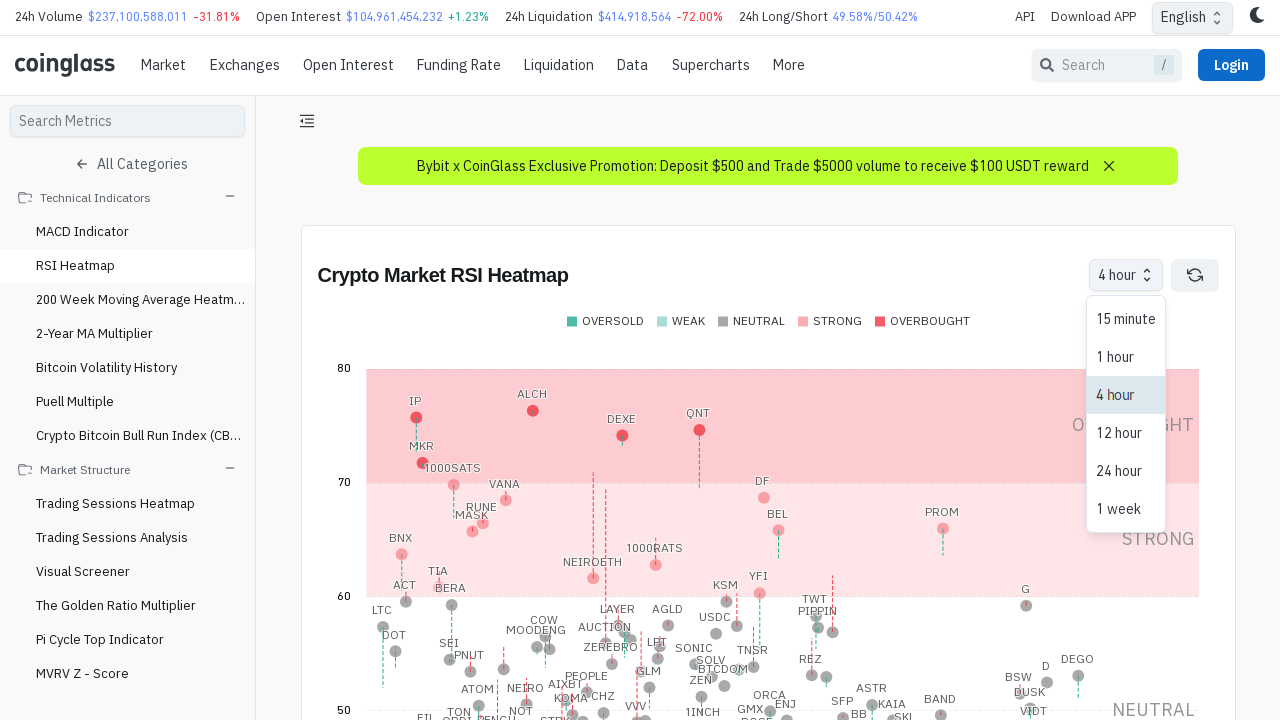 24h Volume $237,100,588,011 -31.81% Open Interest $104,961,454,232 +1.23% 24h Liquidation $414,918,564 -72.00% 24h Long/Short 49.58%/50.42% API Download APP English
coinglass Market Exchanges Open Interest Funding Rate Liquidation Data Supercharts More Search / Login
Search Metrics
All Categories
Technical Indicators
MACD Indicator
RSI Heatmap
200 Week Moving Average Heatm...
2-Year MA Multiplier
Bitcoin Volatility History
Puell Multiple
Crypto Bitcoin Bull Run Index (CB...
Market Structure
Trading Sessions Heatmap
Trading Sessions Analysis
Visual Screener
The Golden Ratio Multiplier
Pi Cycle Top Indicator
MVRV Z - Score
Bybit x CoinGlass Exclusive Promotion: Deposit $500 and Trade $5000 volume to receive $100 USDT reward
Crypto Market RSI Heatmap
4 hour
15 minute
1 hour
4 hour
12 hour
24 hour
1 week
OVERSOLD WEAK NEUTRAL STRONG OVERBOUGHT
80
IP ALCH
DEXE QNT
MKR
1000SATS
70
VANA DF
RUNE
MASK BEL PROM
STRONG
BNX
1000RATS
NEIROETH
TIA YFI
ACT BERA KSM G
60
LTC LAYER AGLD TWT
PIPPIN
COW USDC
MOODENG AUCTION
DOT
SEI LPT
ZEREBRO SONIC TNSR
PNUT SOLV REZ D DEGO
GLM BTCDOM
PEOPLE ZEN BSW
ATOM NEIRO AIXBT ASTR
KOMA CHZ ORCA DUSK
SFP KAIA BAND
TON NOT VVV 1INCH GMX BB VIDT
50 NEUTRAL